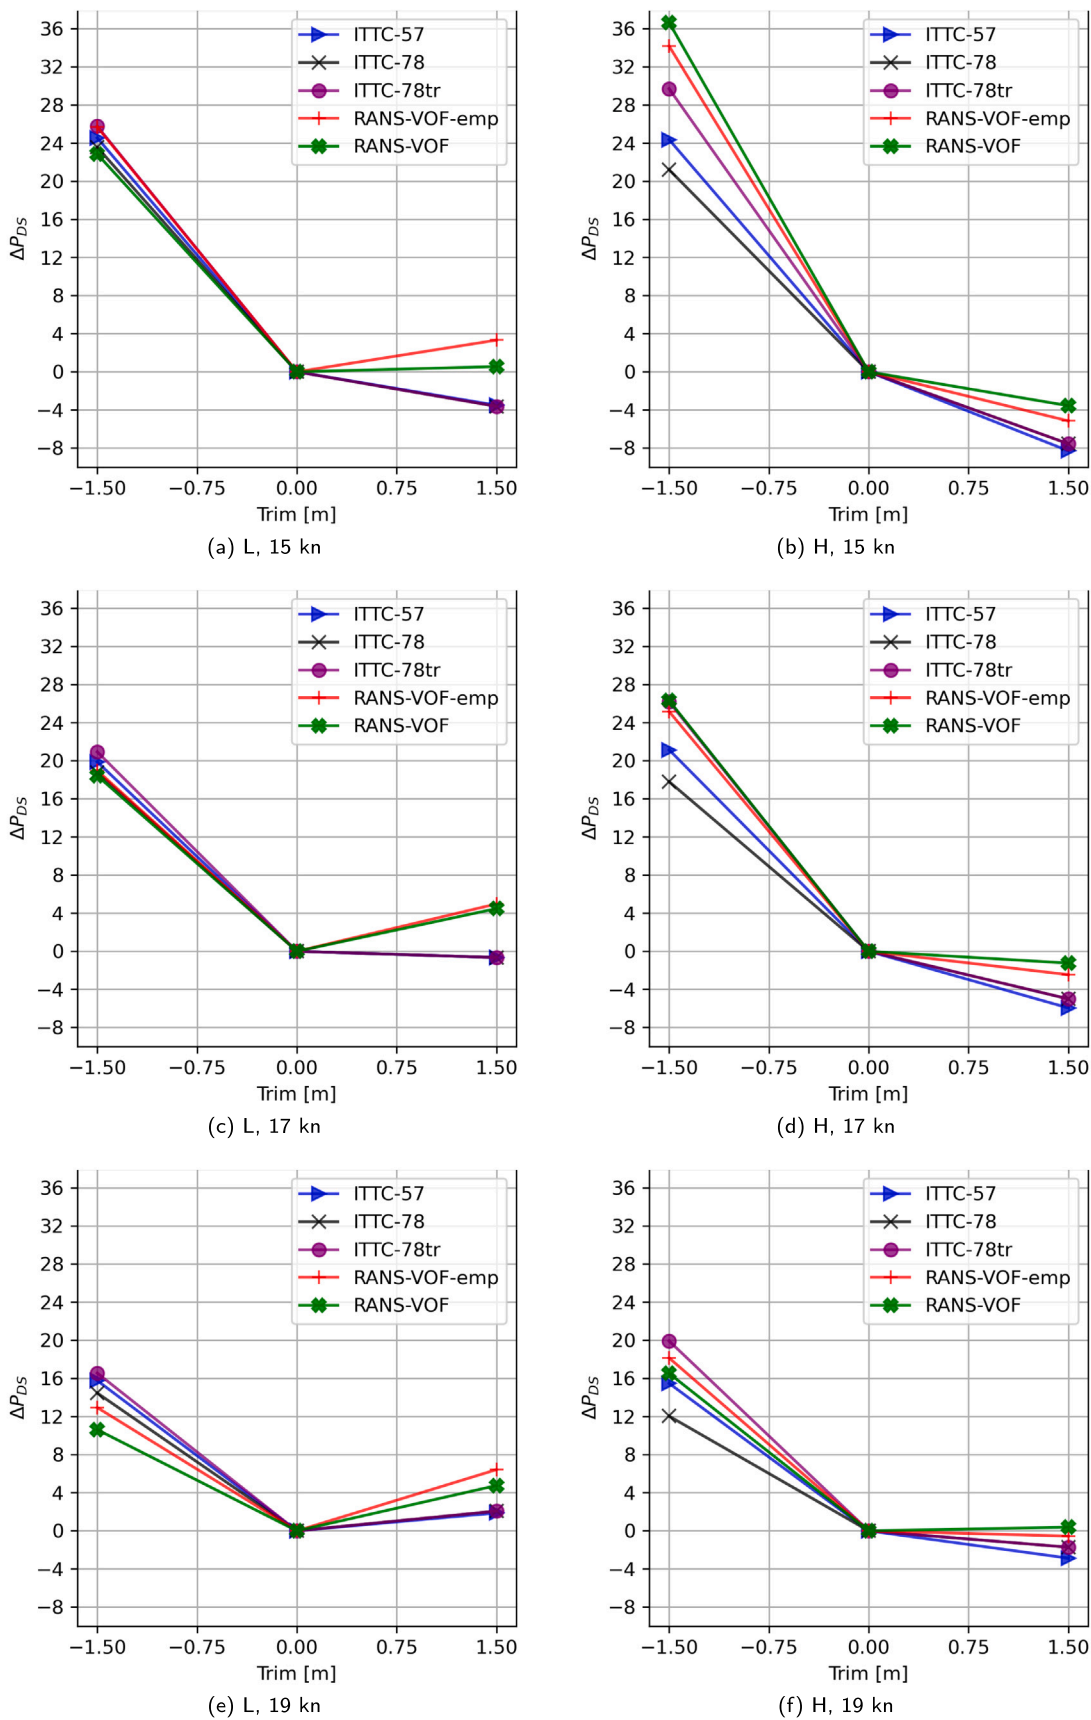 36
32
28
24
20
16
12
8
4
0
−4
−8
ΔP_DS
ITTC-57
ITTC-78
ITTC-78tr
RANS-VOF-emp
RANS-VOF
−1.50 −0.75 0.00 0.75 1.50
Trim [m]
(a) L, 15 kn
36
32
28
24
20
16
12
8
4
0
−4
−8
ΔP_DS
ITTC-57
ITTC-78
ITTC-78tr
RANS-VOF-emp
RANS-VOF
−1.50 −0.75 0.00 0.75 1.50
Trim [m]
(b) H, 15 kn
36
32
28
24
20
16
12
8
4
0
−4
−8
ΔP_DS
ITTC-57
ITTC-78
ITTC-78tr
RANS-VOF-emp
RANS-VOF
−1.50 −0.75 0.00 0.75 1.50
Trim [m]
(c) L, 17 kn
36
32
28
24
20
16
12
8
4
0
−4
−8
ΔP_DS
ITTC-57
ITTC-78
ITTC-78tr
RANS-VOF-emp
RANS-VOF
−1.50 −0.75 0.00 0.75 1.50
Trim [m]
(d) H, 17 kn
36
32
28
24
20
16
12
8
4
0
−4
−8
ΔP_DS
ITTC-57
ITTC-78
ITTC-78tr
RANS-VOF-emp
RANS-VOF
−1.50 −0.75 0.00 0.75 1.50
Trim [m]
(e) L, 19 kn
36
32
28
24
20
16
12
8
4
0
−4
−8
ΔP_DS
ITTC-57
ITTC-78
ITTC-78tr
RANS-VOF-emp
RANS-VOF
−1.50 −0.75 0.00 0.75 1.50
Trim [m]
(f) H, 19 kn